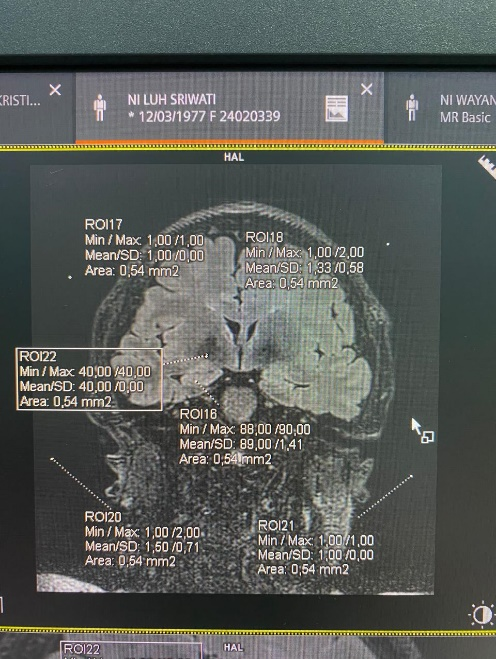 KRISTI...
NI LUH SRIWATI
* 12/03/1977 F 24020339
NI WAYAN
MR Basic
HAL
ROI17
Min / Max: 1,00 /1,00
Mean/SD: 1,00 /0,00
Area: 0,54 mm2
ROI18
Min / Max: 1,00 /2,00
Mean/SD: 1,33 /0,58
Area: 0,54 mm2
ROI22
Min / Max: 40,00 /40,00
Mean/SD: 40,00 /0,00
Area: 0,54 mm2
ROI16
Min / Max: 88,00 /90,00
Mean/SD: 89,00 /1,41
Area: 0,54 mm2
ROI20
Min / Max: 1,00 /2,00
Mean/SD: 1,50 /0,71
Area: 0,54 mm2
ROI21
Min / Max: 1,00 /1,00
Mean/SD: 1,00 /0,00
Area: 0,54 mm2
ROI22
HAL